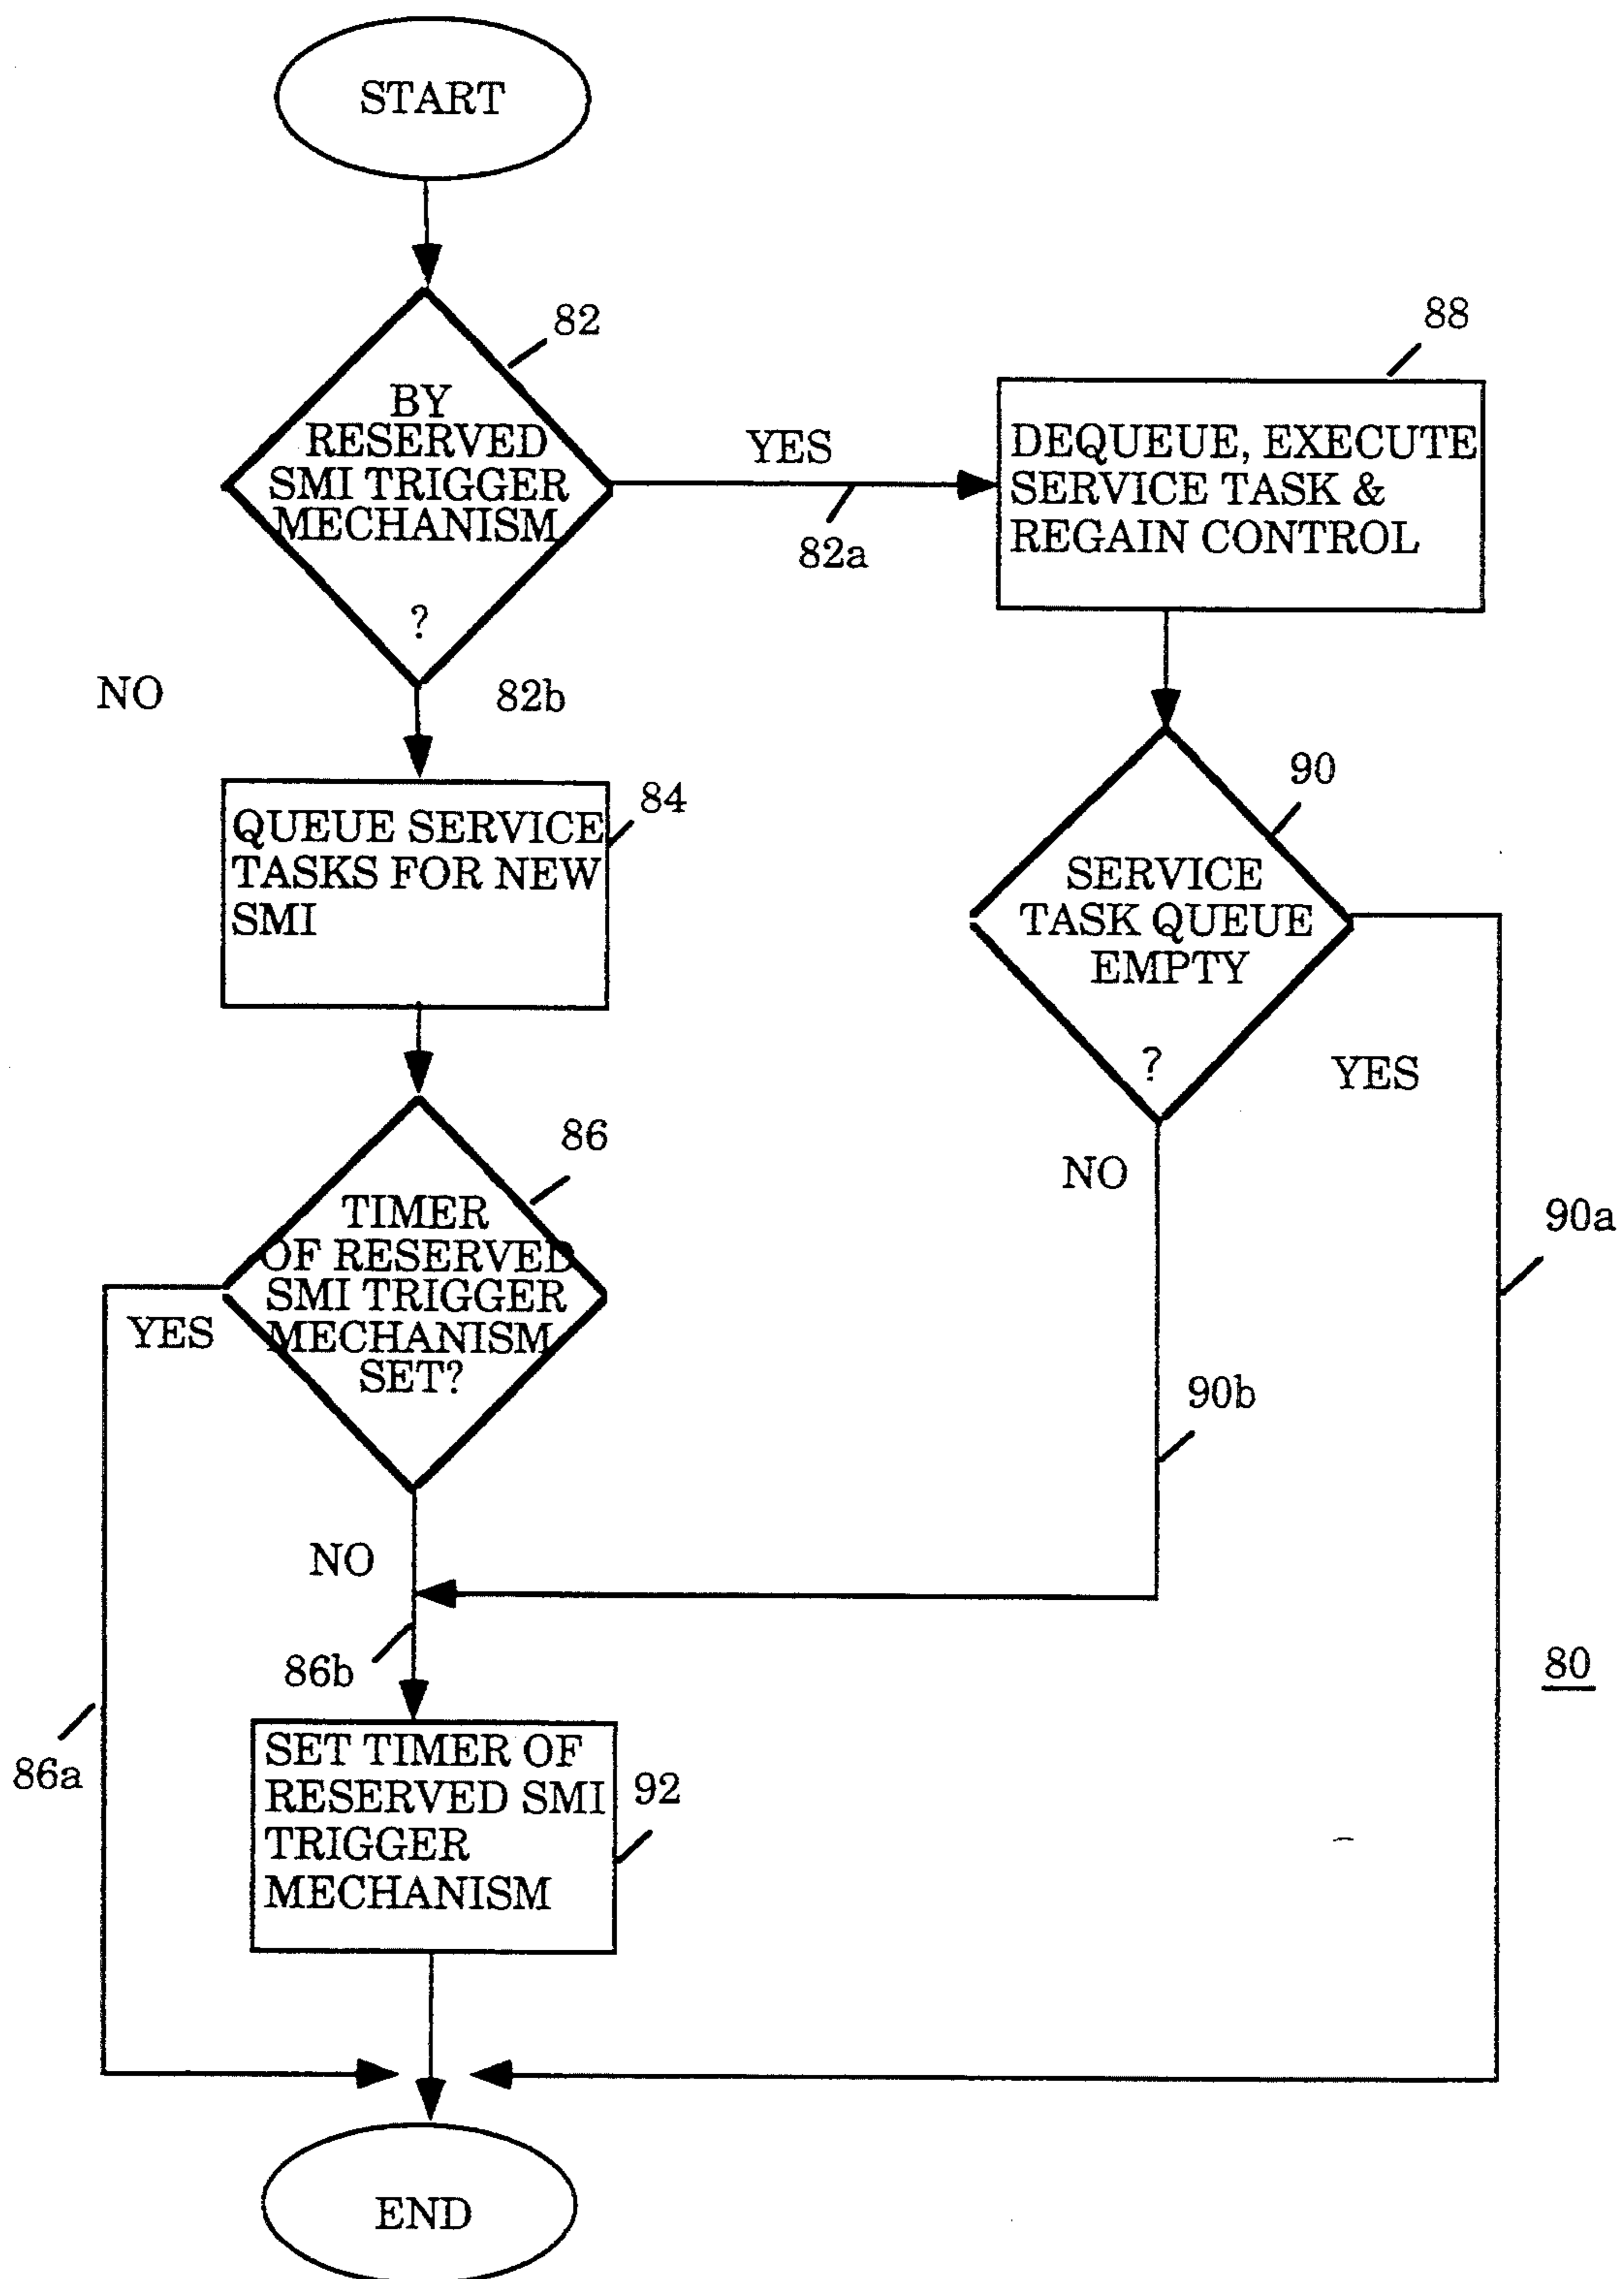 START
82
BY
RESERVED
SMI TRIGGER
MECHANISM
?
YES
82a
88
DEQUEUE, EXECUTE
SERVICE TASK &
REGAIN CONTROL
NO
82b
84
QUEUE SERVICE
TASKS FOR NEW
SMI
90
SERVICE
TASK QUEUE
EMPTY
?
YES
NO
90a
86
TIMER
OF RESERVED
SMI TRIGGER
MECHANISM
SET?
YES
90b
NO
86b
80
86a
SET TIMER OF
RESERVED SMI
TRIGGER
MECHANISM
92
END